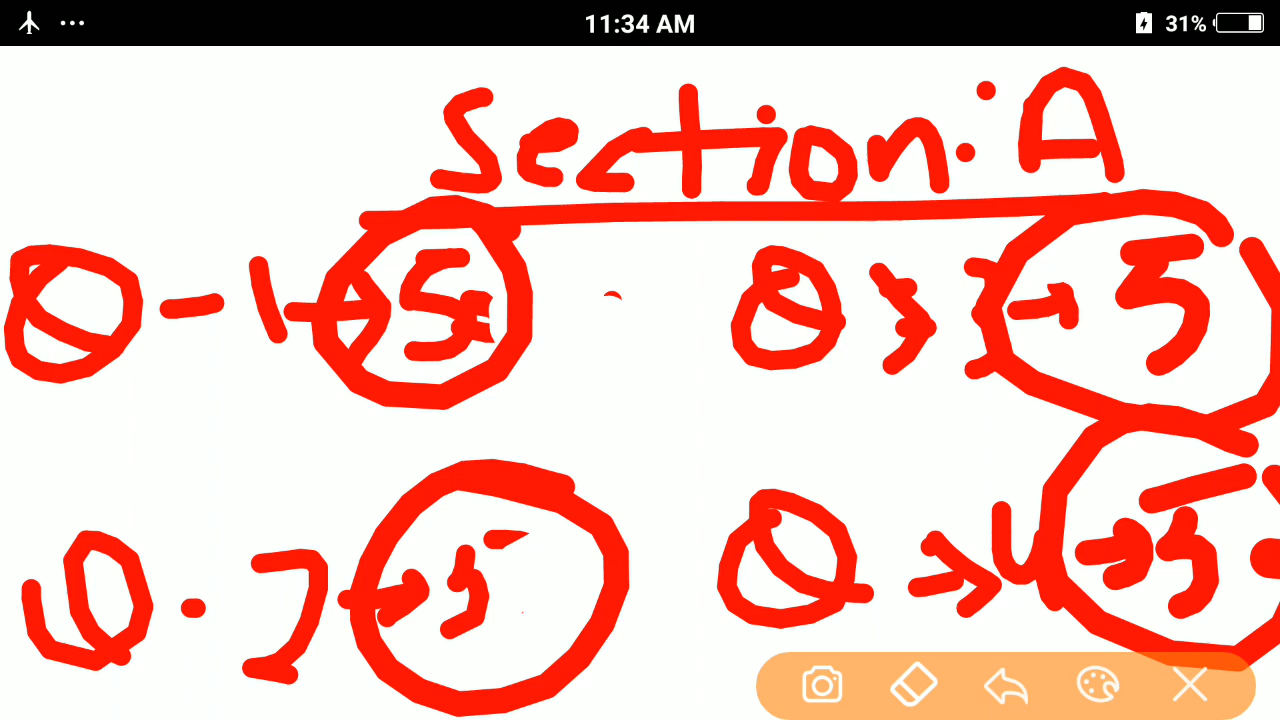 11:34 AM
31%
Section: A
Q - 1 → 5
Q → 3 → 5
Q . 2 → 5
Q → 4 → 5